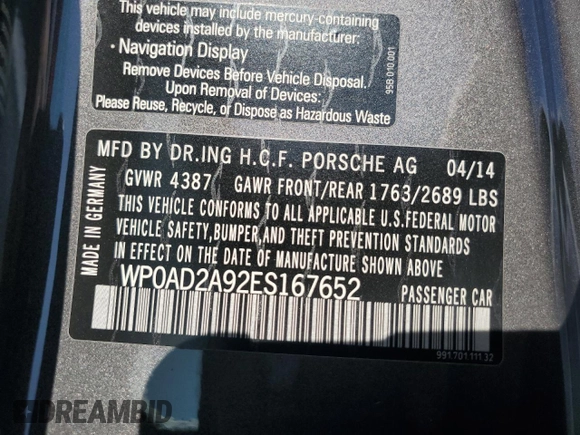 This vehicle may include mercury-containing
devices installed by the manufacturer:
• Navigation Display
Remove Devices Before Vehicle Disposal.
Upon Removal of Devices:
Please Reuse, Recycle, or Dispose as Hazardous Waste
95B.010.001
MFD BY DR.ING H.C.F. PORSCHE AG 04/14
GVWR 4387 GAWR FRONT/REAR 1763/2689 LBS
THIS VEHICLE CONFORMS TO ALL APPLICABLE U.S.FEDERAL MOTOR
VEHICLE SAFETY,BUMPER AND THEFT PREVENTION STANDARDS
IN EFFECT ON THE DATE OF MANUFACTURE SHOWN ABOVE
WP0AD2A92ES167652 PASSENGER CAR
MADE IN GERMANY
991.701.111.32
DREAMBID